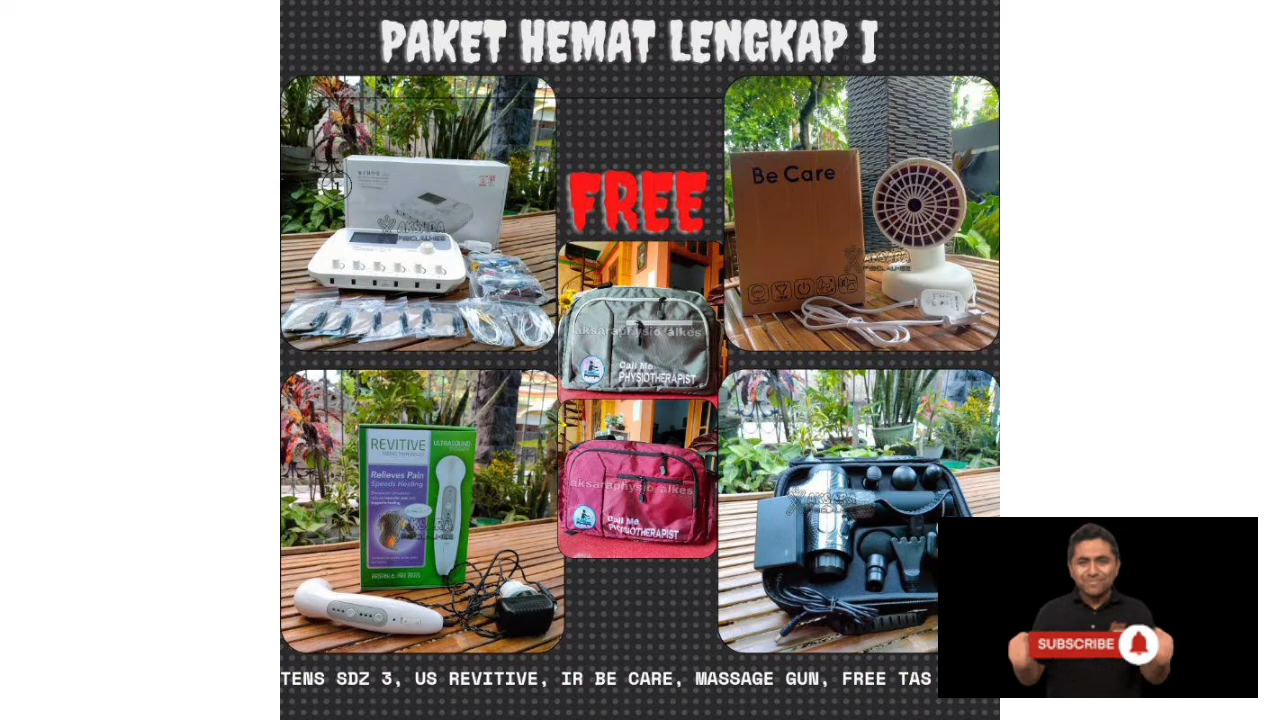 PAKET HEMAT LENGKAP I
FREE
Be Care
aksaraphysio alkes
Call Me
PHYSIOTHERAPIST
REVITIVE
ULTRASOUND
Relieves Pain
Speeds Healing
aksaraphysio alkes
Call Me
PHYSIOTHERAPIST
SUBSCRIBE
TENS SDZ 3, US REVITIVE, IR BE CARE, MASSAGE GUN, FREE TAS